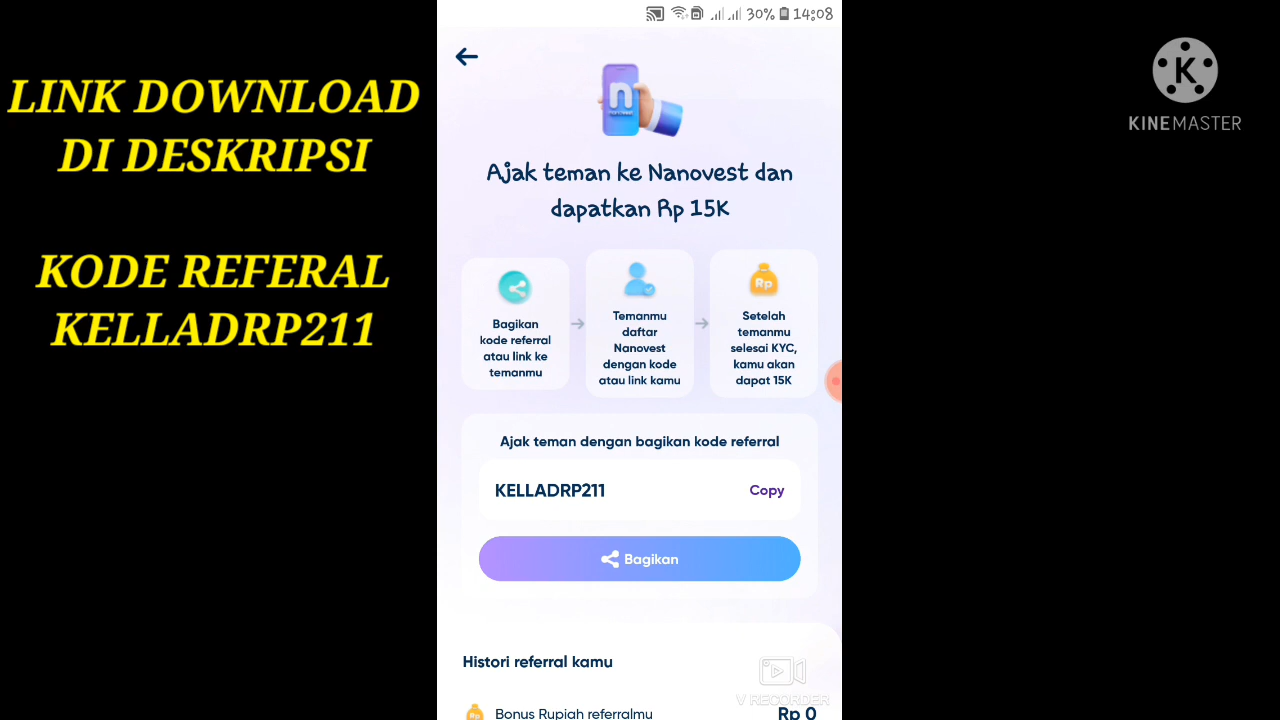 LINK DOWNLOAD
DI DESKRIPSI
KODE REFERAL
KELLADRP211
30% 14:08
n
Ajak teman ke Nanovest dan
dapatkan Rp 15K
Bagikan
kode referral
atau link ke
temanmu
Temanmu
daftar
Nanovest
dengan kode
atau link kamu
Rp
Setelah
temanmu
selesai KYC,
kamu akan
dapat 15K
Ajak teman dengan bagikan kode referral
KELLADRP211 Copy
Bagikan
Histori referral kamu
Rp
Bonus Rupiah referralmu Rp 0
V RECORDER
K
KINEMASTER